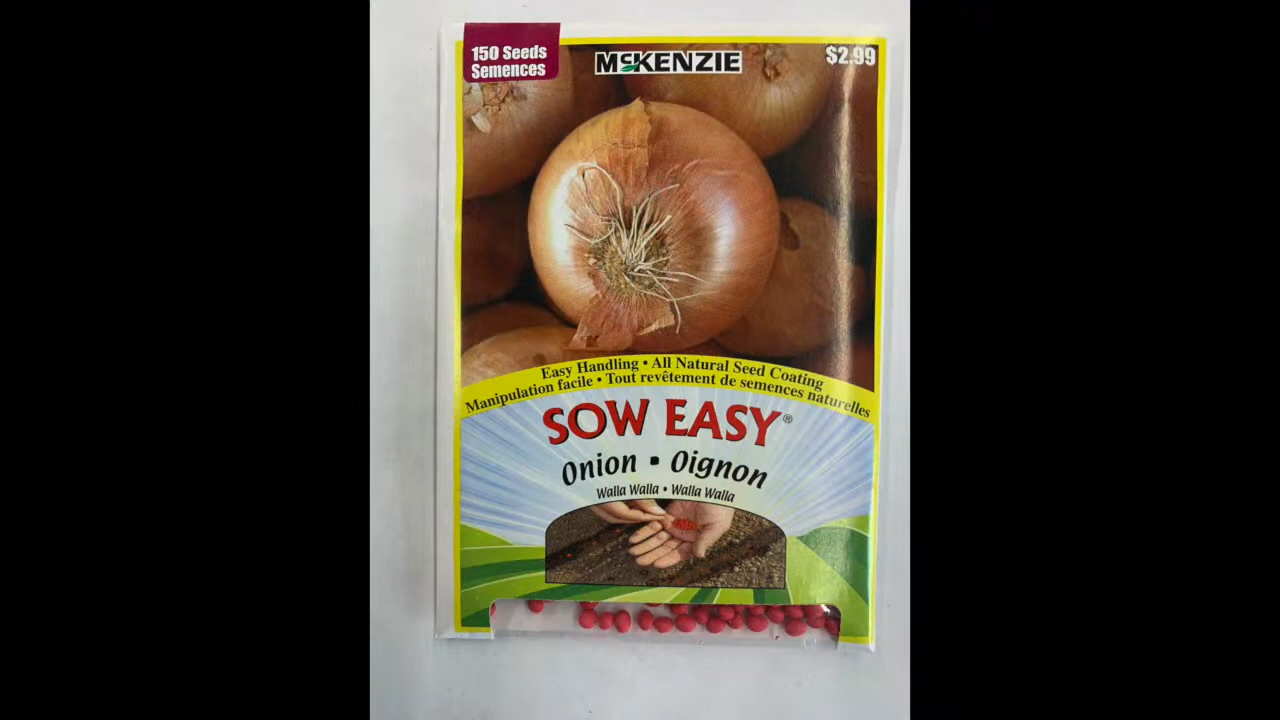 150 Seeds
Semences
McKENZIE
$2.99
Easy Handling • All Natural Seed Coating
Manipulation facile • Tout revêtement de semences naturelles
SOW EASY®
Onion • Oignon
Walla Walla • Walla Walla